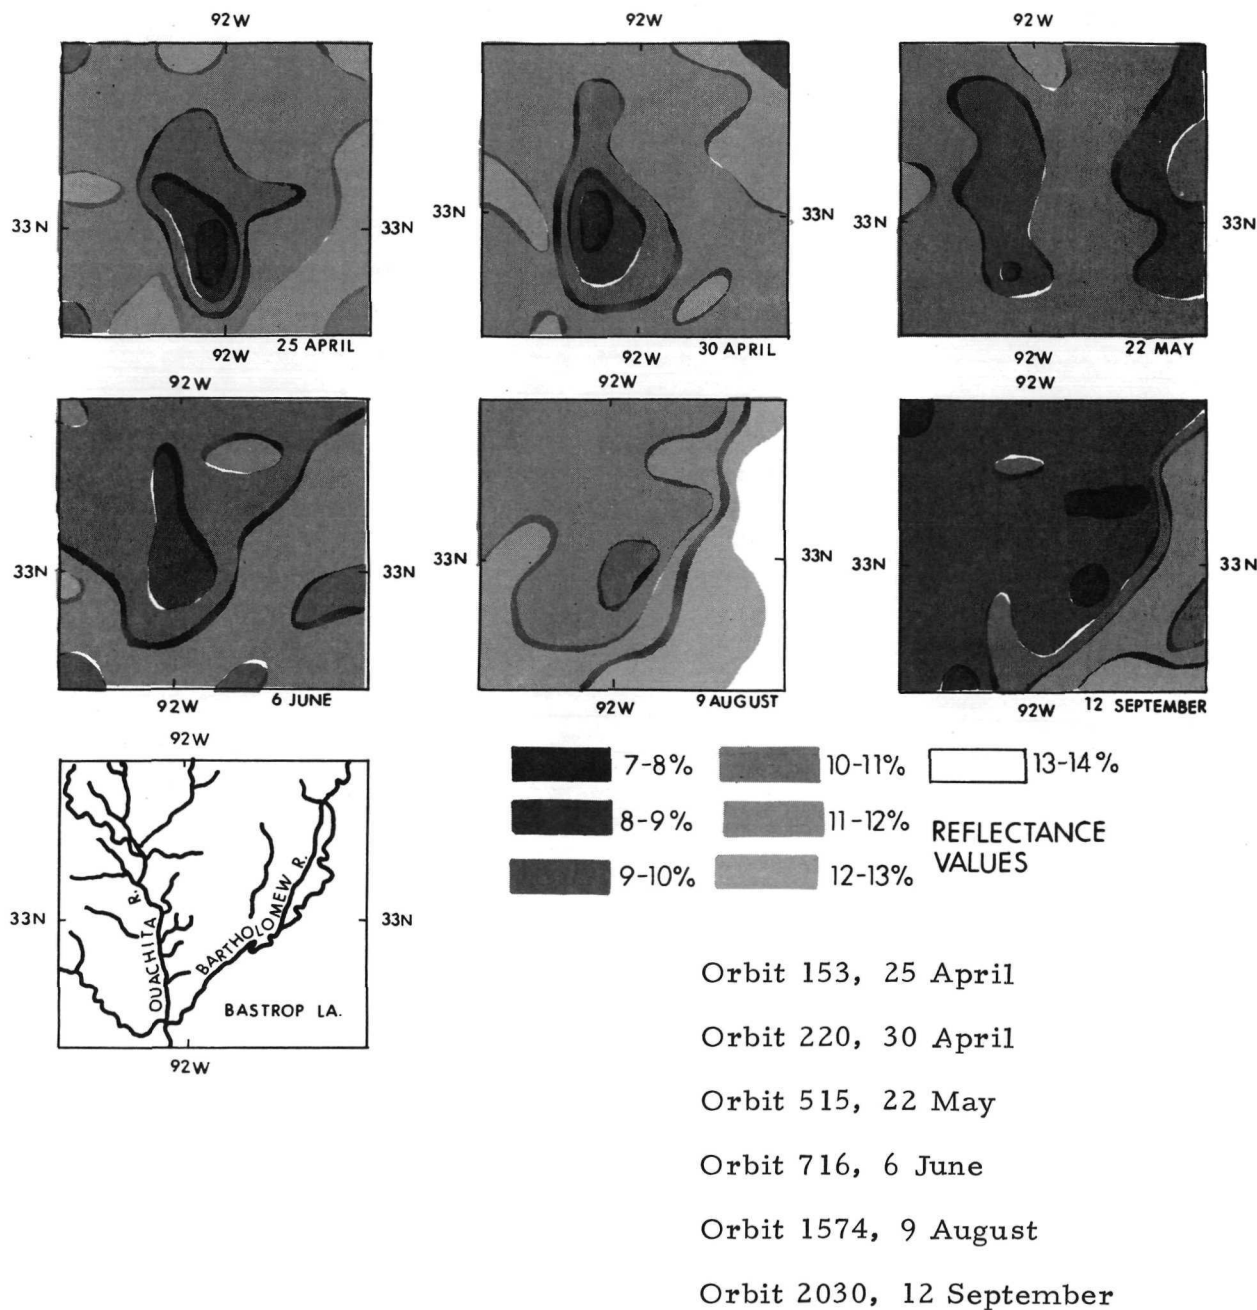 92W 92W 92W
33N 33N 33N 33N 33N
92W 25 APRIL 92W 30 APRIL 92W 22 MAY
92W 92W 92W
33N 33N 33N 33N 33N
92W 6 JUNE 92W 9 AUGUST 92W 12 SEPTEMBER
92W
33N 33N
OUACHITA R.
BARTHOLOMEW R.
BASTROP LA.
92W
7-8% 10-11% 13-14%
8-9% 11-12% REFLECTANCE
VALUES
9-10% 12-13%
Orbit 153, 25 April
Orbit 220, 30 April
Orbit 515, 22 May
Orbit 716, 6 June
Orbit 1574, 9 August
Orbit 2030, 12 September